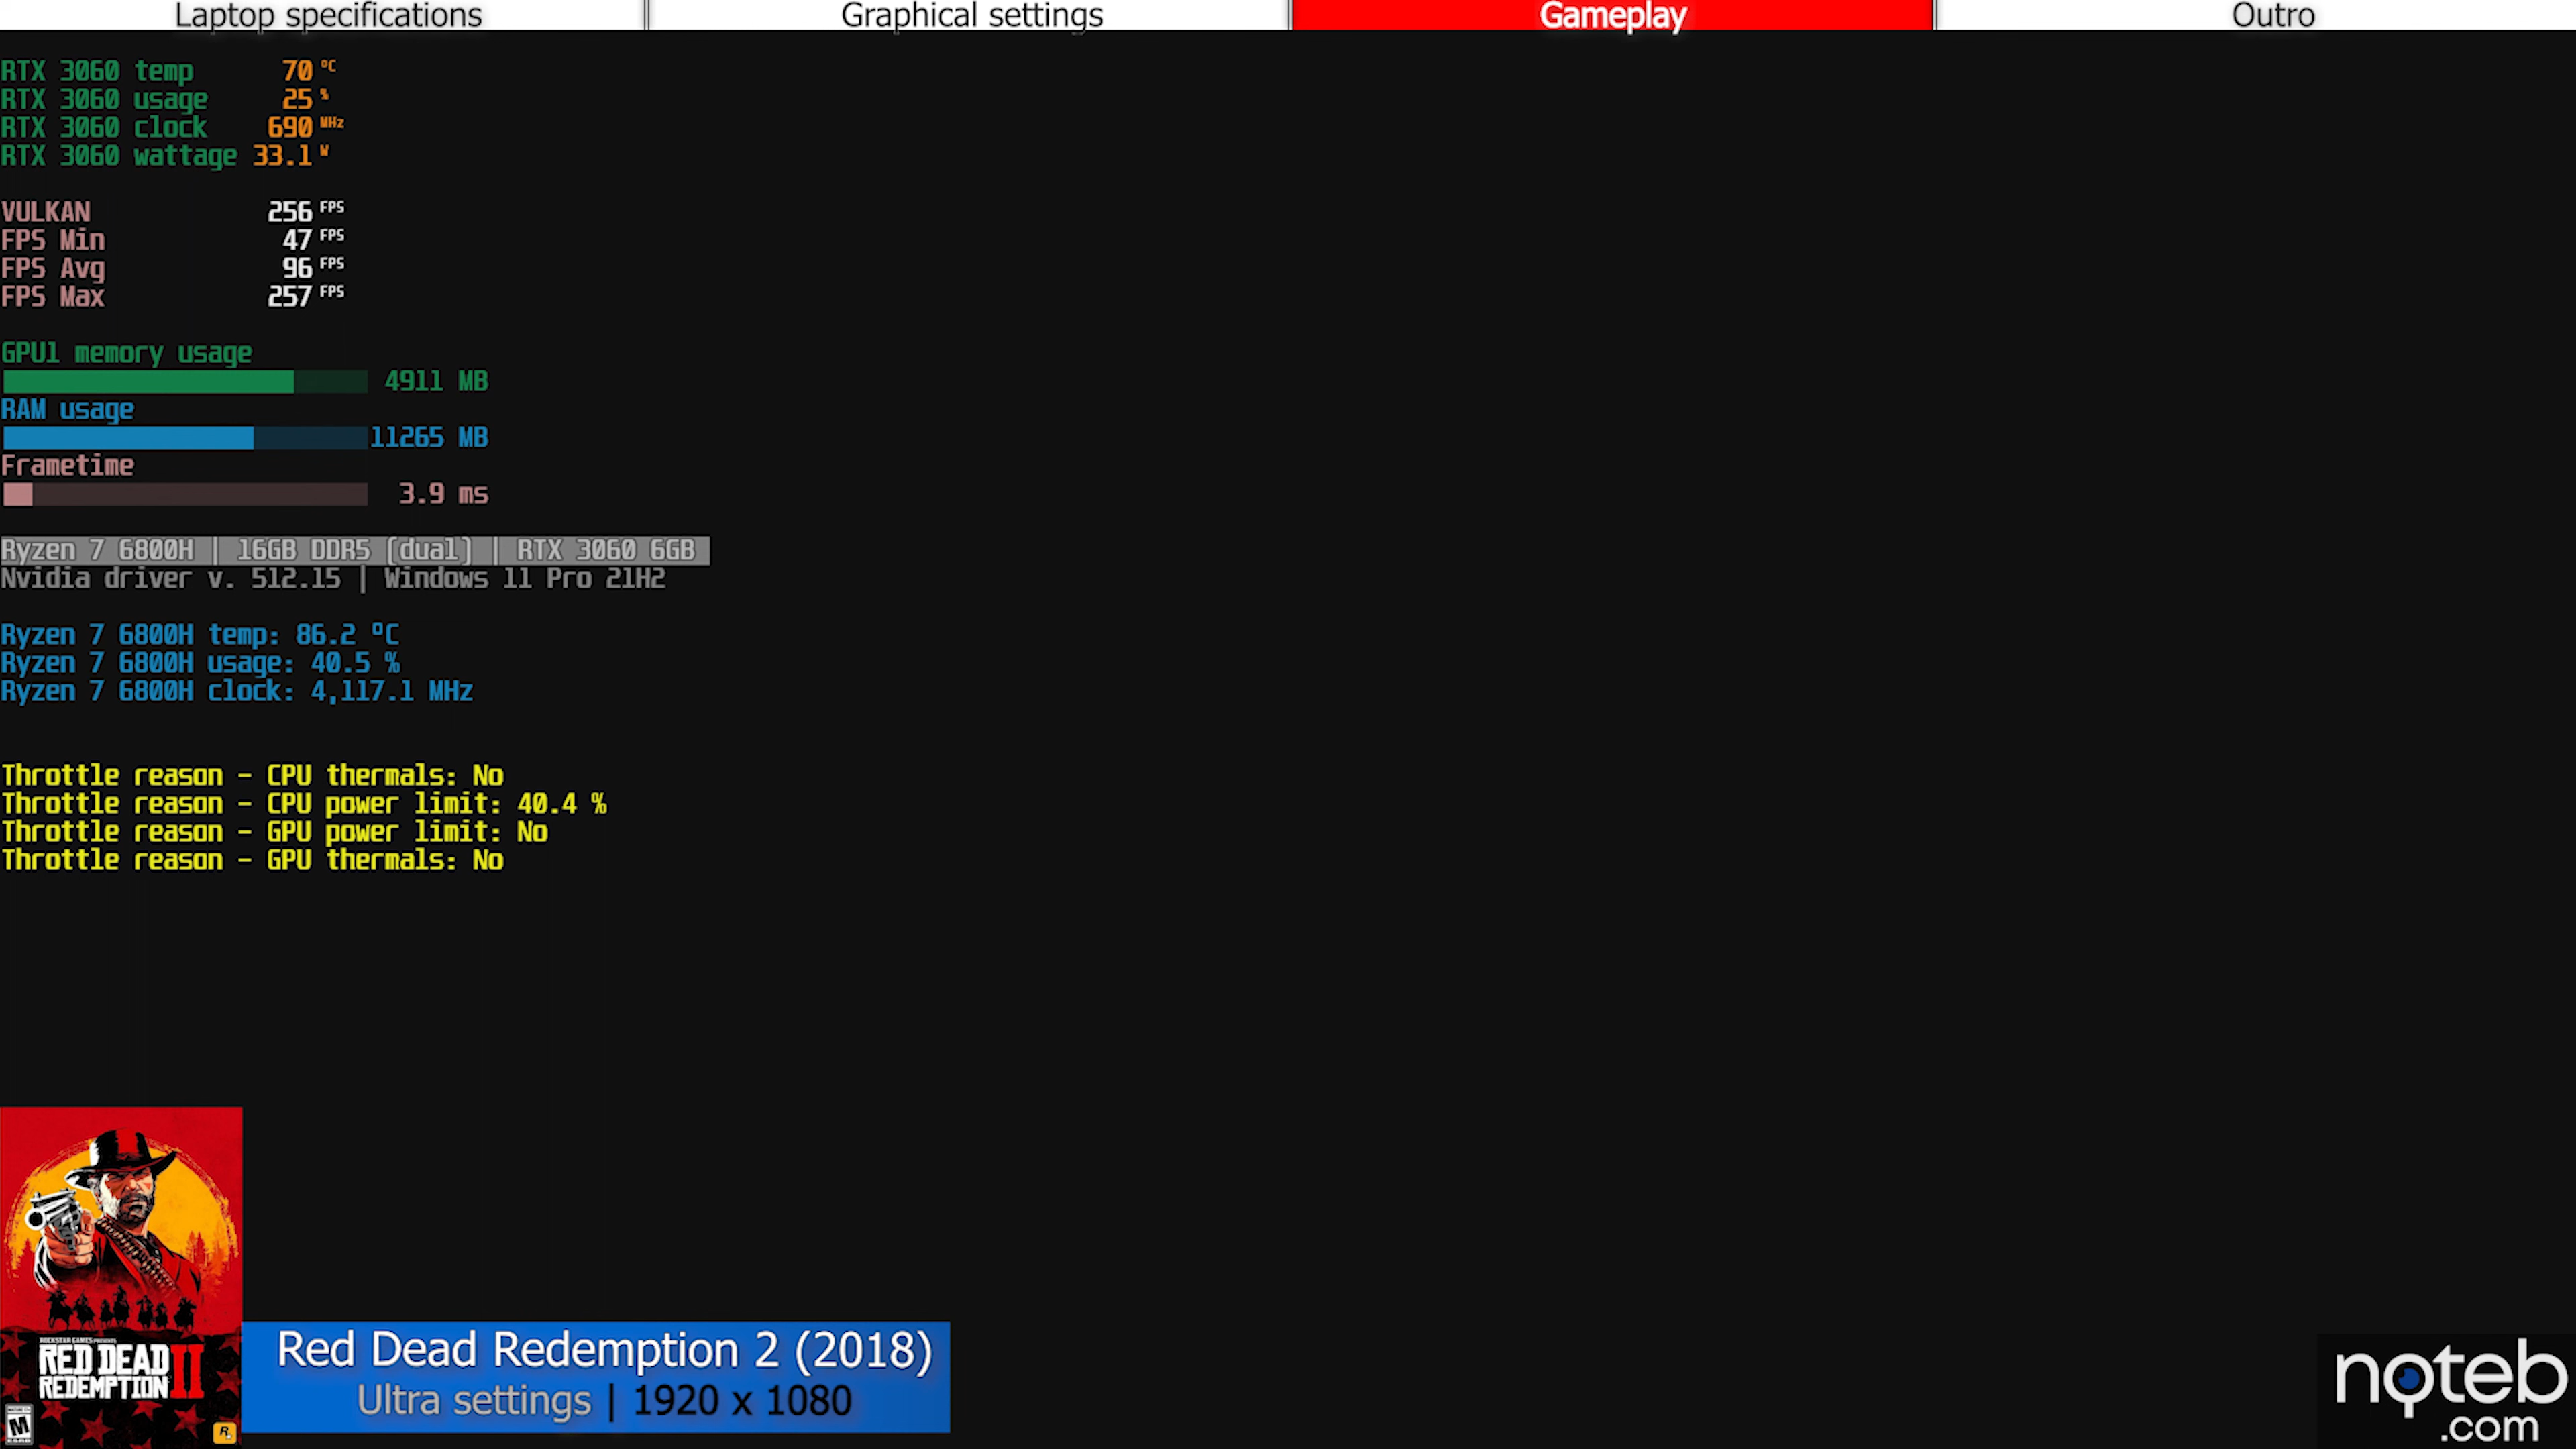 Laptop specifications
Graphical settings
Gameplay
Outro
RTX 3060 temp 70 °C
RTX 3060 usage 25 %
RTX 3060 clock 690 MHz
RTX 3060 wattage 33.1 W
VULKAN 256 FPS
FPS Min 47 FPS
FPS Avg 96 FPS
FPS Max 257 FPS
GPU1 memory usage
4911 MB
RAM usage
11265 MB
Frametime
3.9 ms
Ryzen 7 6800H | 16GB DDR5 (dual) | RTX 3060 6GB
Nvidia driver v. 512.15 | Windows 11 Pro 21H2
Ryzen 7 6800H temp: 86.2 °C
Ryzen 7 6800H usage: 40.5 %
Ryzen 7 6800H clock: 4,117.1 MHz
Throttle reason - CPU thermals: No
Throttle reason - CPU power limit: 40.4 %
Throttle reason - GPU power limit: No
Throttle reason - GPU thermals: No
ROCKSTAR GAMES PRESENTS
RED DEAD
REDEMPTION II
M
R
Red Dead Redemption 2 (2018)
Ultra settings | 1920 x 1080
noteb
.com